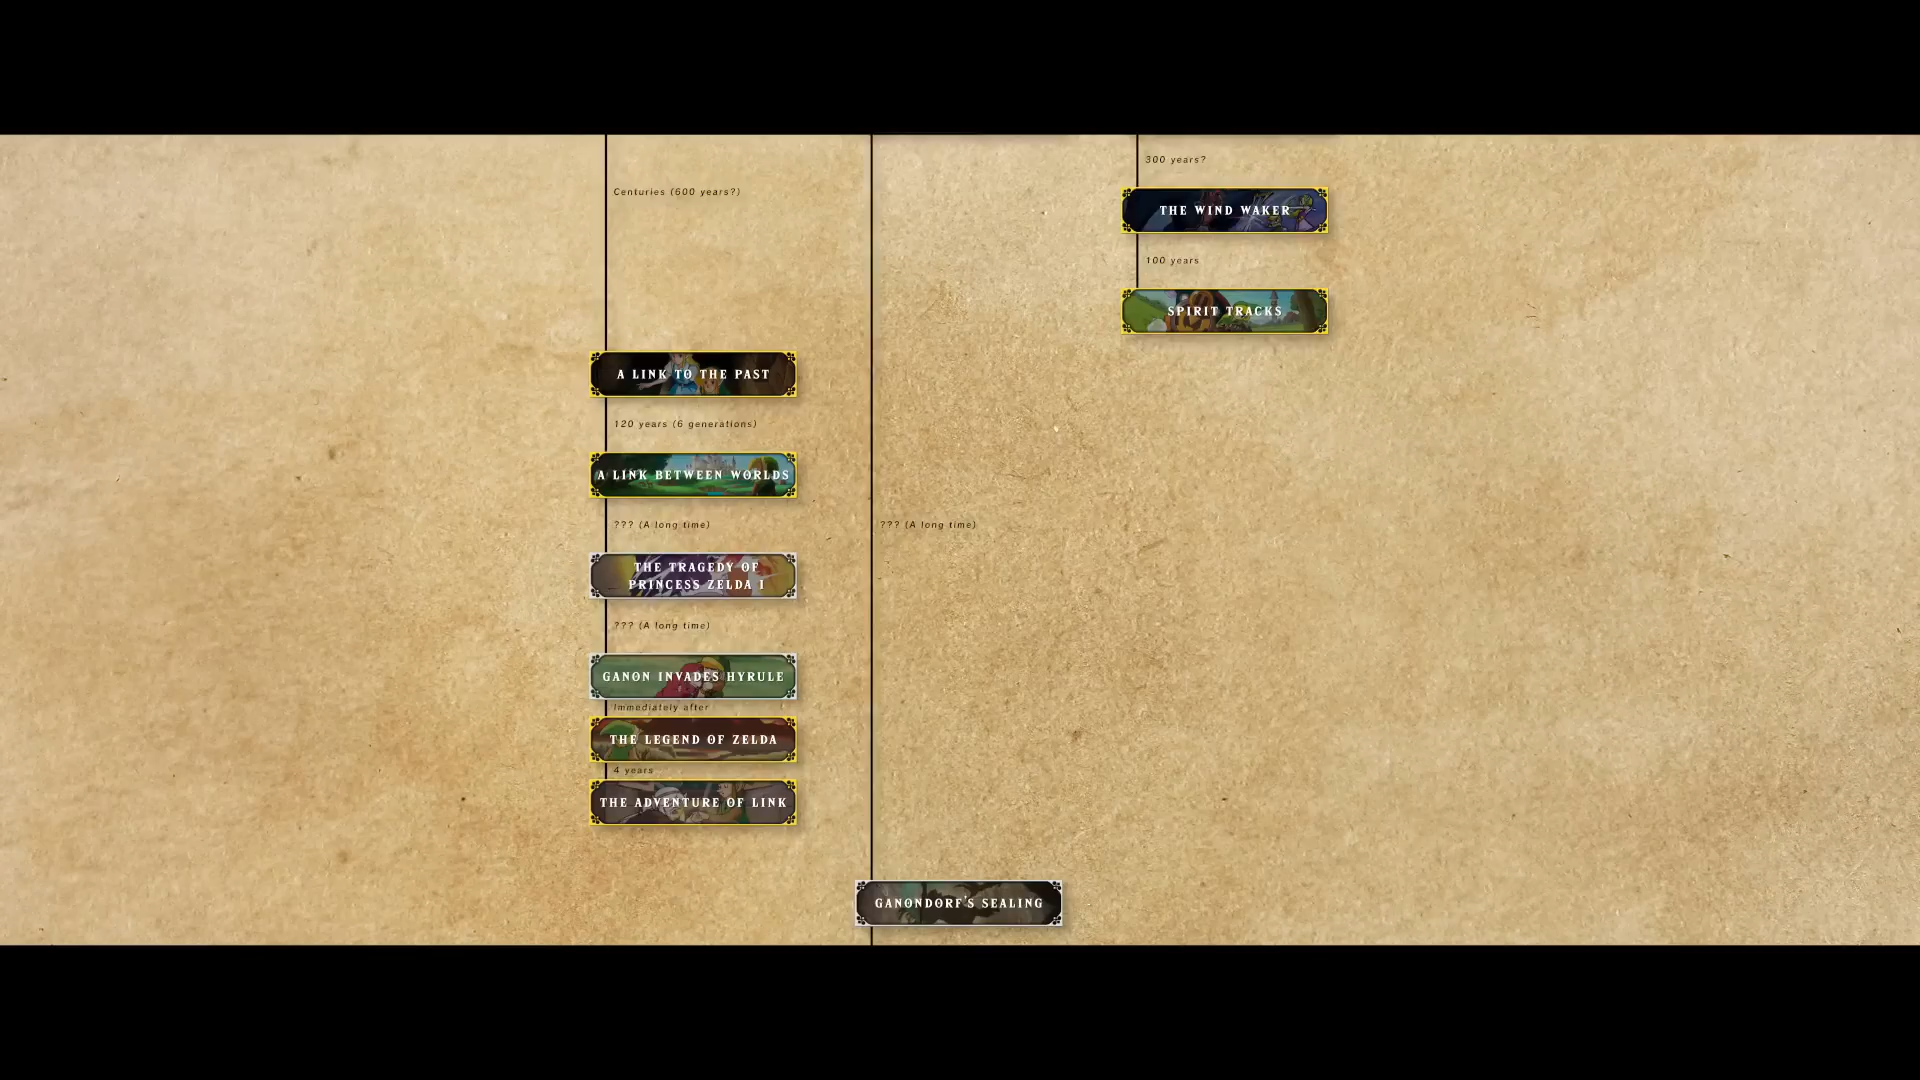 300 years?
Centuries (600 years?)
THE WIND WAKER
100 years
SPIRIT TRACKS
A LINK TO THE PAST
120 years (6 generations)
A LINK BETWEEN WORLDS
??? (A long time)
??? (A long time)
THE TRAGEDY OF
PRINCESS ZELDA I
??? (A long time)
GANON INVADES HYRULE
Immediately after
THE LEGEND OF ZELDA
4 years
THE ADVENTURE OF LINK
GANONDORF'S SEALING